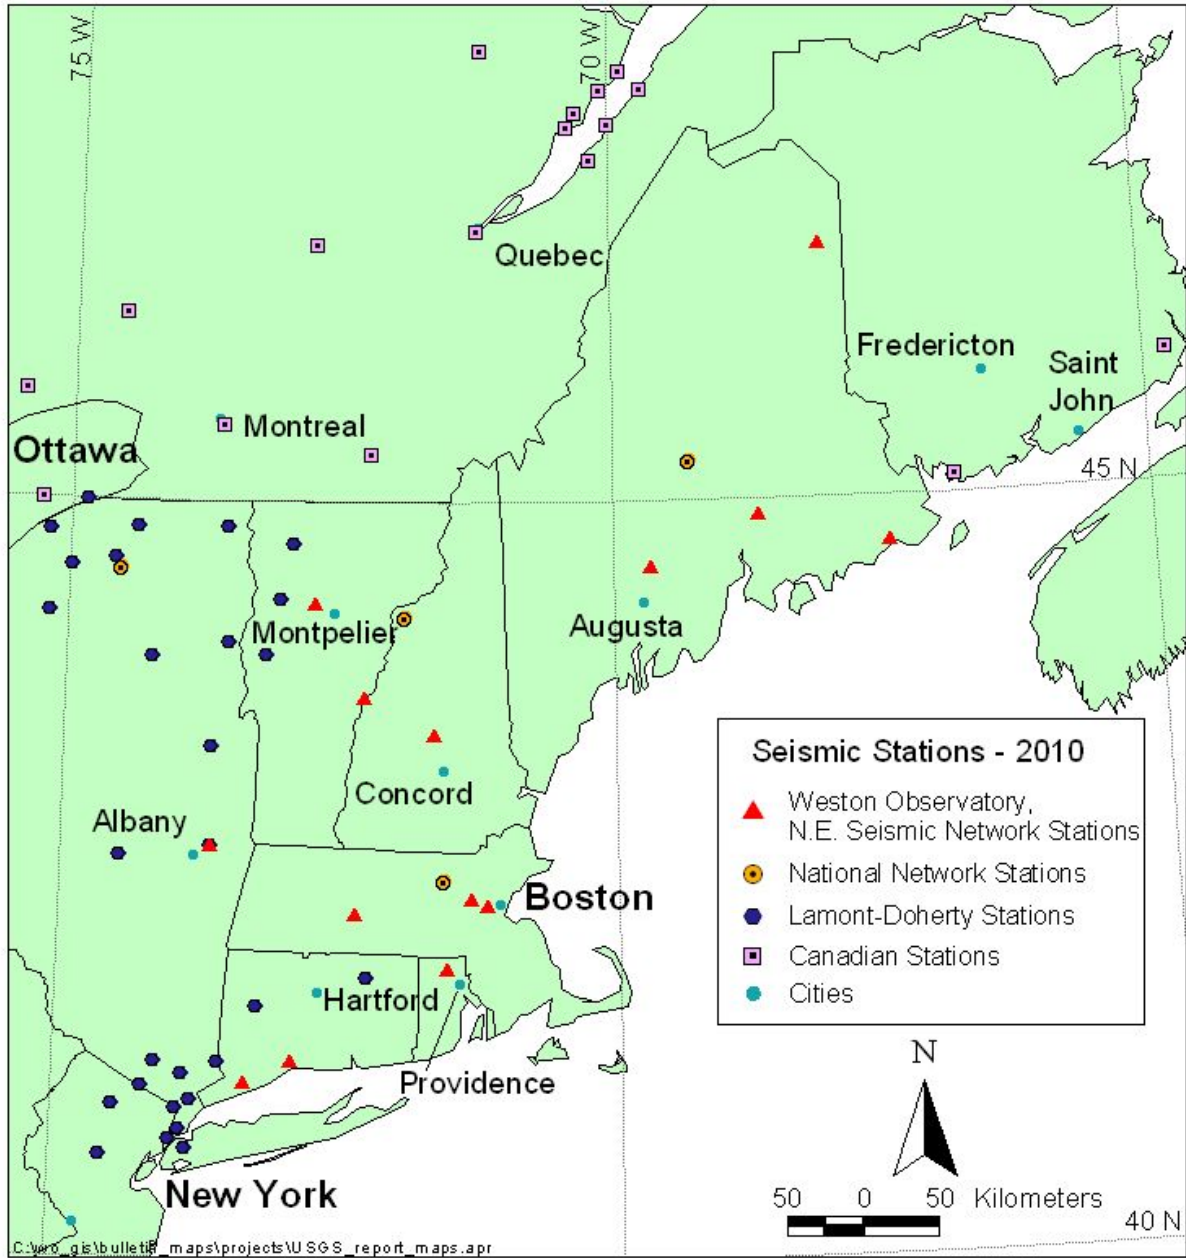 75 W
70 W
Quebec
Fredericton
Saint
John
Montreal
Ottawa
45 N
Montpelier
Augusta
Seismic Stations - 2010
Weston Observatory,
N.E. Seismic Network Stations
National Network Stations
Lamont-Doherty Stations
Canadian Stations
Cities
Concord
Albany
Boston
Hartford
Providence
N
New York
50 0 50 Kilometers
40 N